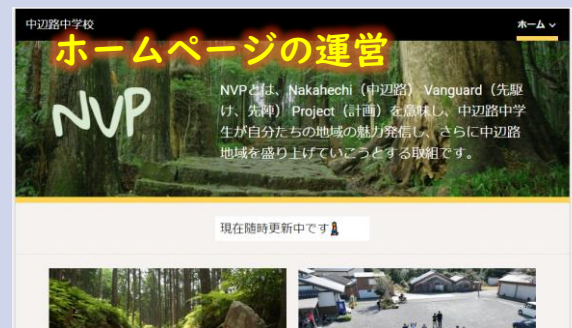 中辺路中学校
ホーム
ホームページの運営
NVP
NVPとは、Nakahechi（中辺路） Vanguard（先駆
け、先陣） Project（計画）を意味し、中辺路中学
生が自分たちの地域の魅力発信し、さらに中辺路
地域を盛り上げていこうとする取組です。
現在随時更新中です